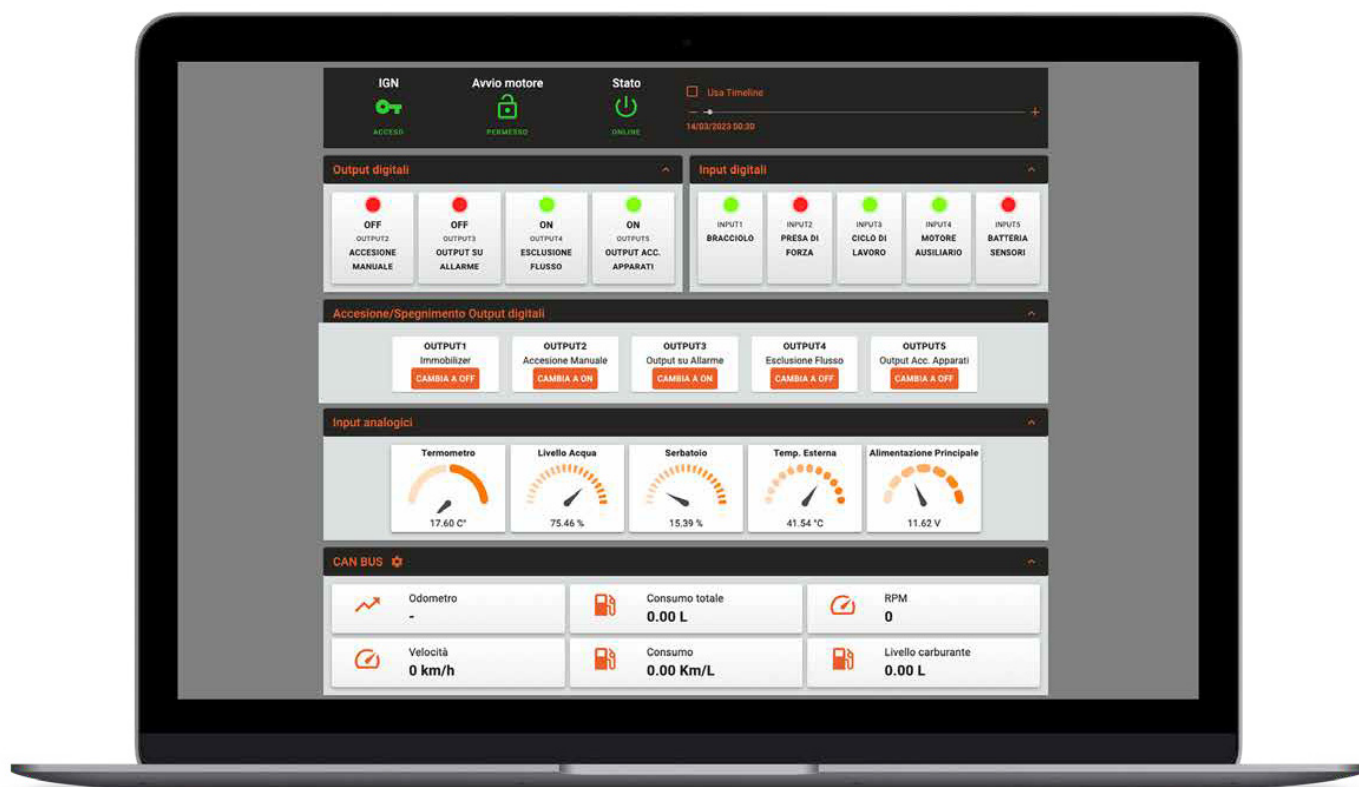 IGN
ACCESO
Avvio motore
PERMESSO
Stato
ONLINE
Usa Timeline
14/03/2023 00:30
Output digitali
OFF
OUTPUT2
ACCESIONE
MANUALE
OFF
OUTPUT3
OUTPUT SU
ALLARME
ON
OUTPUT4
ESCLUSIONE
FLUSSO
ON
OUTPUT5
OUTPUT ACC.
APPARATI
Input digitali
INPUT1
BRACCIOLO
INPUT2
PRESA DI
FORZA
INPUT3
CICLO DI
LAVORO
INPUT4
MOTORE
AUSILIARIO
INPUT5
BATTERIA
SENSORI
Accesione/Spegnimento Output digitali
OUTPUT1
Immobilizer
CAMBIA A OFF
OUTPUT2
Accesione Manuale
CAMBIA A ON
OUTPUT3
Output su Allarme
CAMBIA A ON
OUTPUT4
Esclusione Flusso
CAMBIA A OFF
OUTPUT5
Output Acc. Apparati
CAMBIA A OFF
Input analogici
Termometro
17.60 C°
Livello Acqua
75.46 %
Serbatoio
15.39 %
Temp. Esterna
41.54 °C
Alimentazione Principale
11.62 V
CAN BUS
Odometro
-
Consumo totale
0.00 L
RPM
0
Velocità
0 km/h
Consumo
0.00 Km/L
Livello carburante
0.00 L